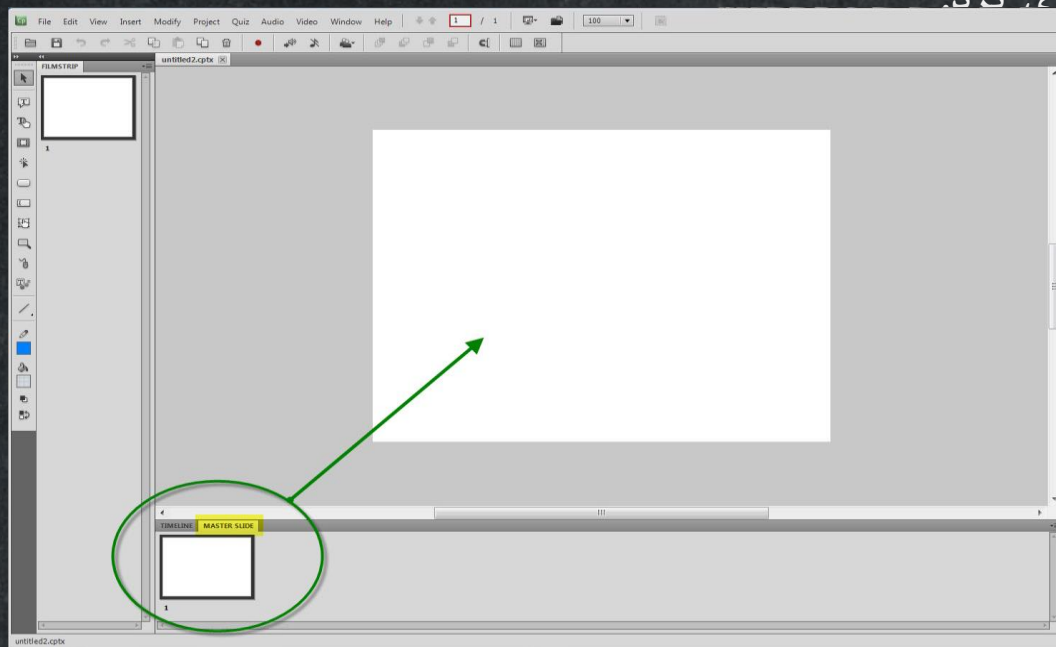 Cp File Edit View Insert Modify Project Quiz Audio Video Window Help 1 / 1 100
untitled2.cptx
FILMSTRIP
1
TIMELINE MASTER SLIDE
1
untitled2.cptx